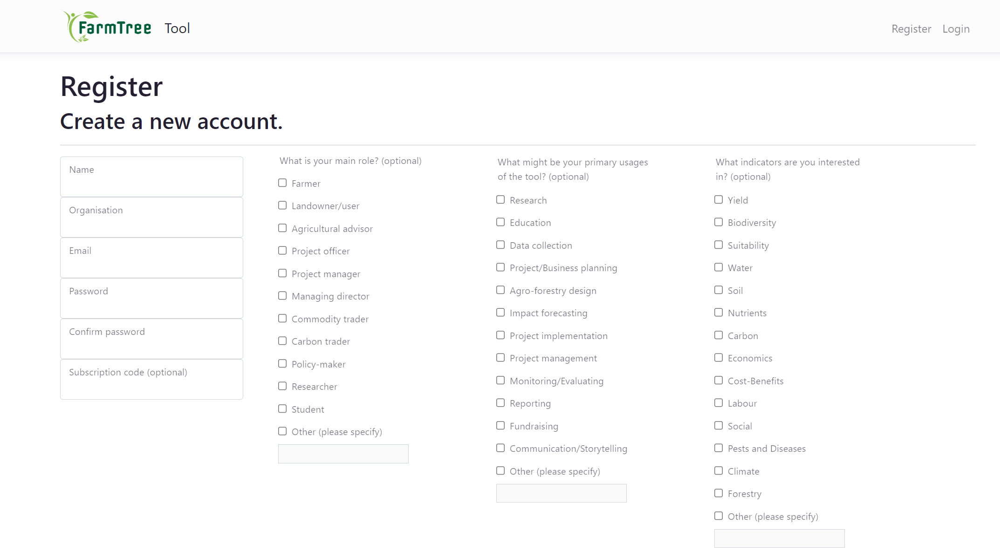 FarmTree Tool
Register Login
Register
Create a new account.
Name
Organisation
Email
Password
Confirm password
Subscription code (optional)
What is your main role? (optional)
Farmer
Landowner/user
Agricultural advisor
Project officer
Project manager
Managing director
Commodity trader
Carbon trader
Policy-maker
Researcher
Student
Other (please specify)
What might be your primary usages
of the tool? (optional)
Research
Education
Data collection
Project/Business planning
Agro-forestry design
Impact forecasting
Project implementation
Project management
Monitoring/Evaluating
Reporting
Fundraising
Communication/Storytelling
Other (please specify)
What indicators are you interested
in? (optional)
Yield
Biodiversity
Suitability
Water
Soil
Nutrients
Carbon
Economics
Cost-Benefits
Labour
Social
Pests and Diseases
Climate
Forestry
Other (please specify)